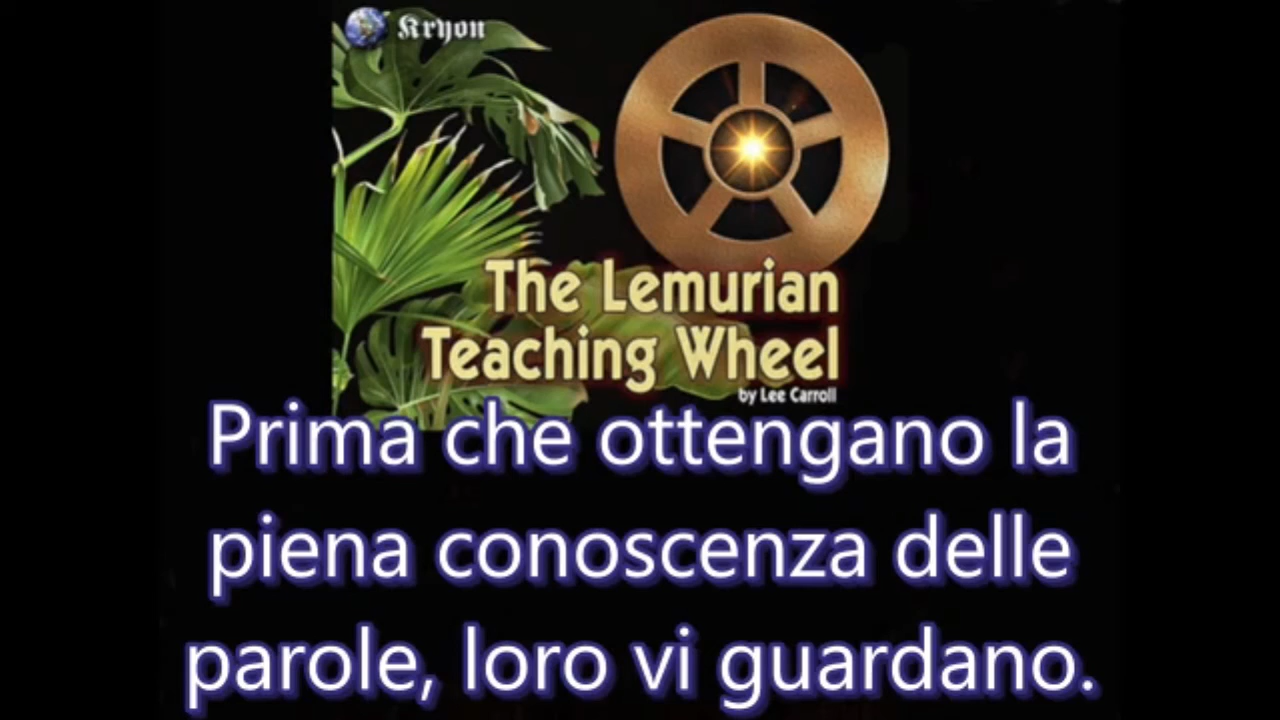 Kryon
The Lemurian
Teaching Wheel
by Lee Carroll
Prima che ottengano la
piena conoscenza delle
parole, loro vi guardano.